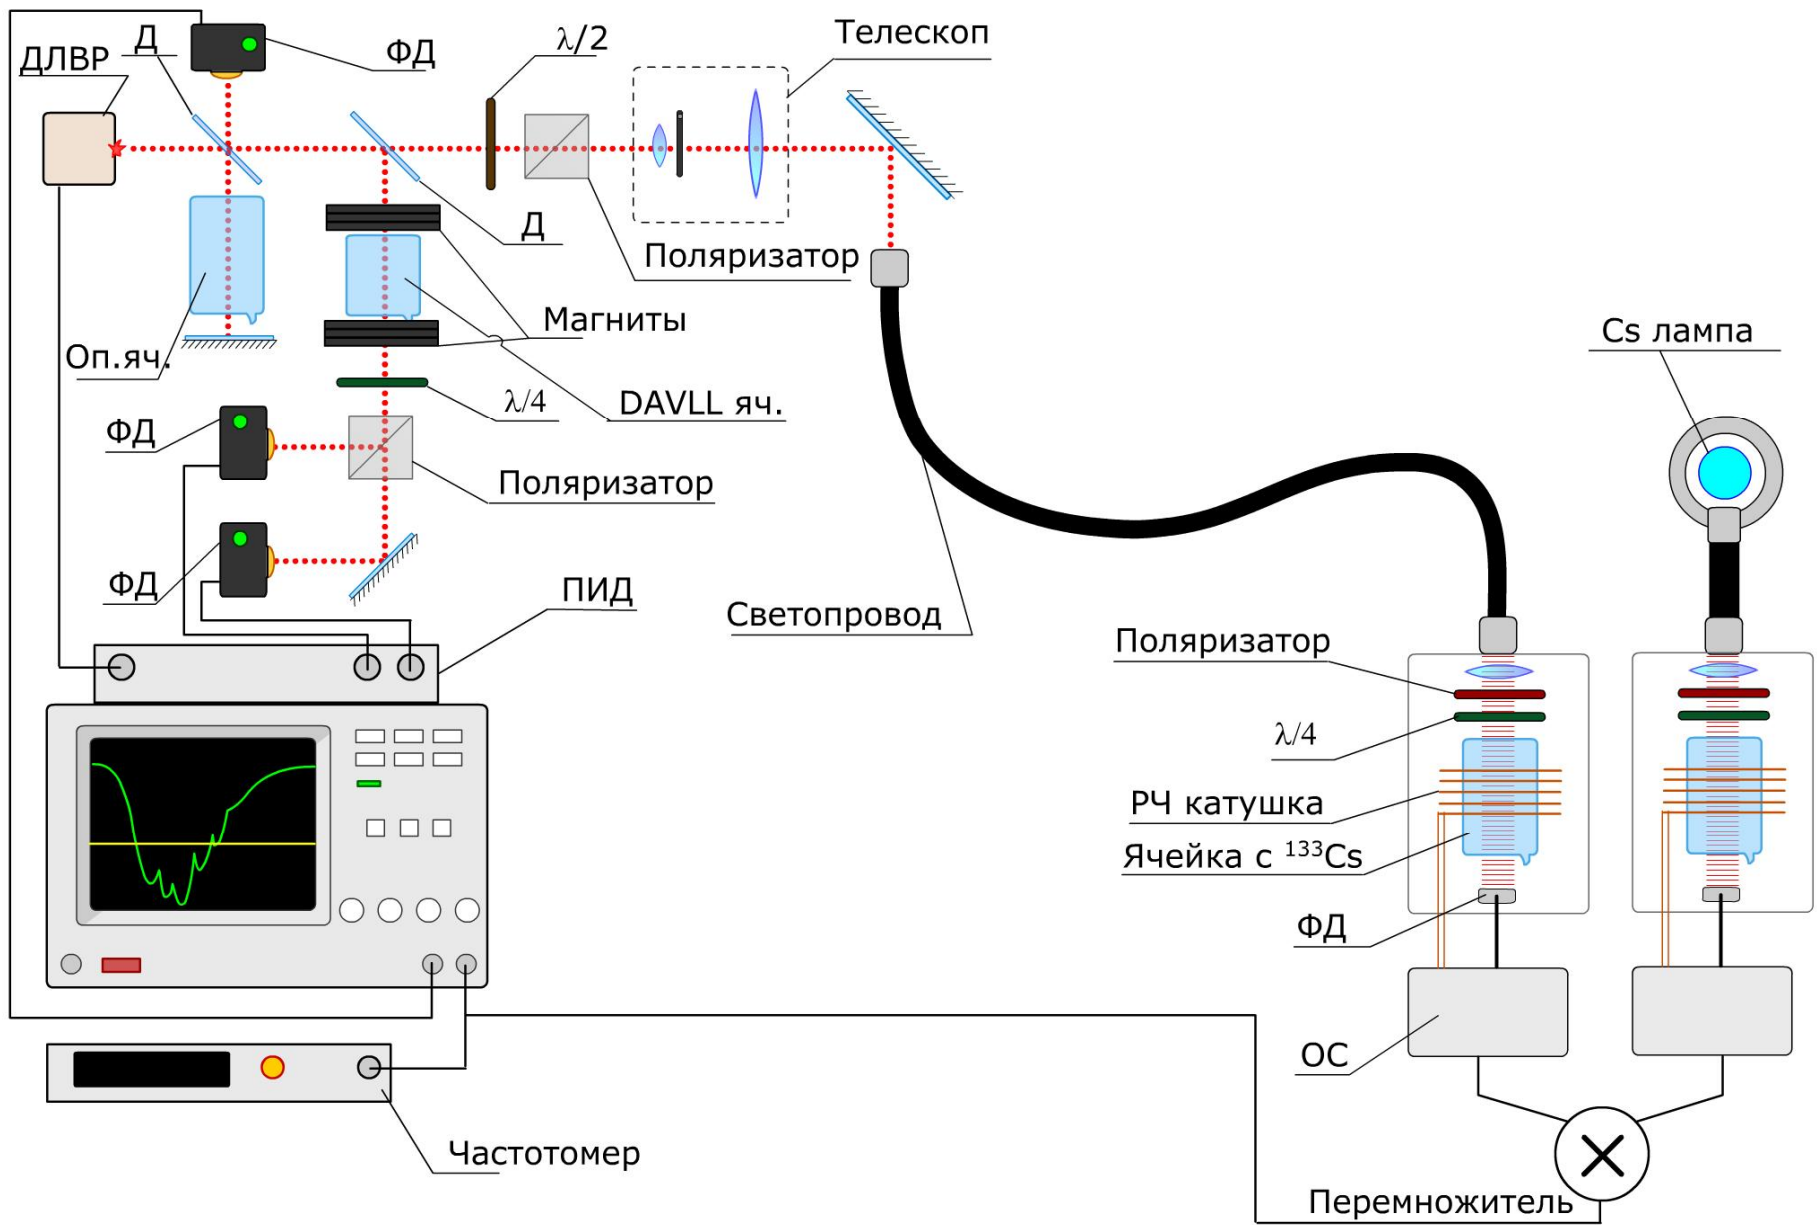 ДЛВР
Д
ФД
λ/2
Телескоп
Д
Поляризатор
Магниты
Оп.яч.
λ/4
DAVLL яч.
ФД
Поляризатор
ФД
ПИД
Светопровод
Cs лампа
Поляризатор
λ/4
РЧ катушка
Ячейка с ¹³³Cs
ФД
ОС
Частотомер
Перемножитель